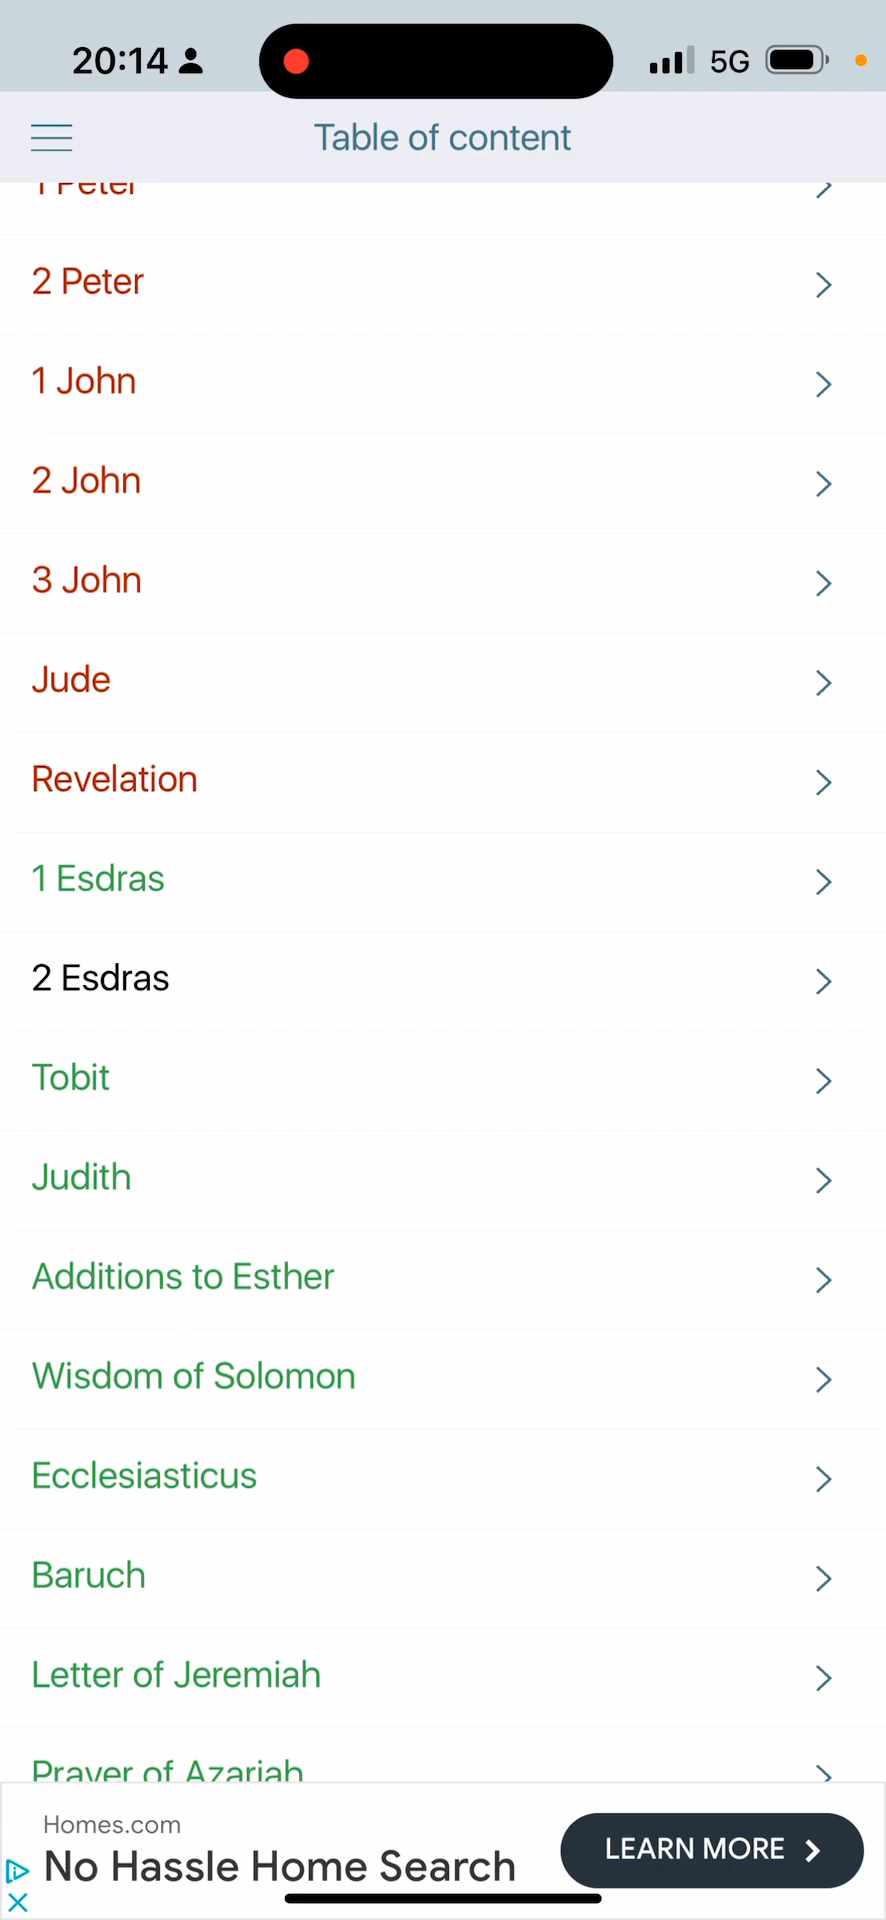 20:14
5G
Table of content
1 Peter
2 Peter
1 John
2 John
3 John
Jude
Revelation
1 Esdras
2 Esdras
Tobit
Judith
Additions to Esther
Wisdom of Solomon
Ecclesiasticus
Baruch
Letter of Jeremiah
Prayer of Azariah
Homes.com
No Hassle Home Search
LEARN MORE